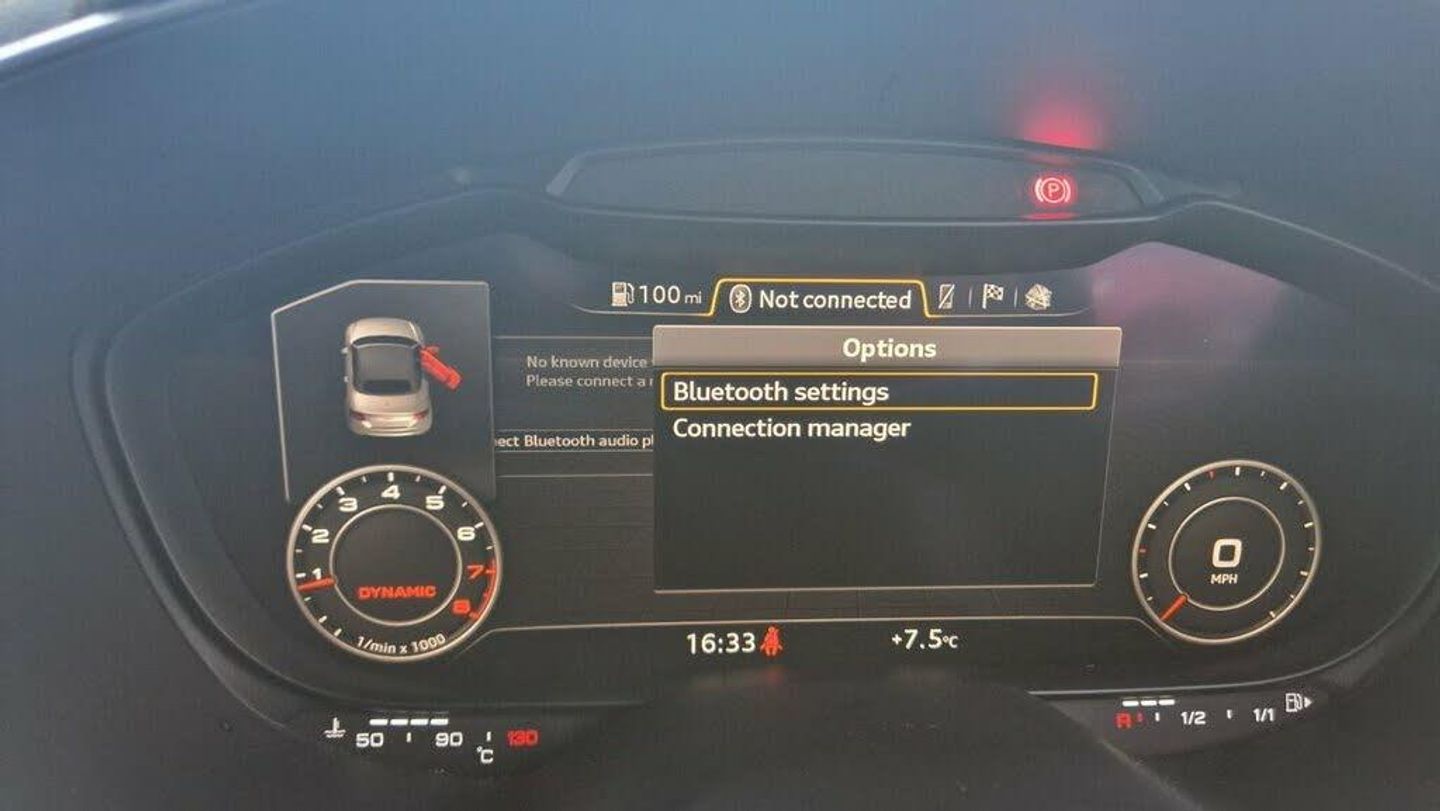 P
100 mi
Not connected
Options
No known device
Please connect a
Bluetooth settings
Connection manager
Bluetooth audio
1 2 3 4 5 6 7 8
DYNAMIC
1/min x 1000
0
MPH
16:33
+7.5°C
50 90 130
°C
R 1/2 1/1